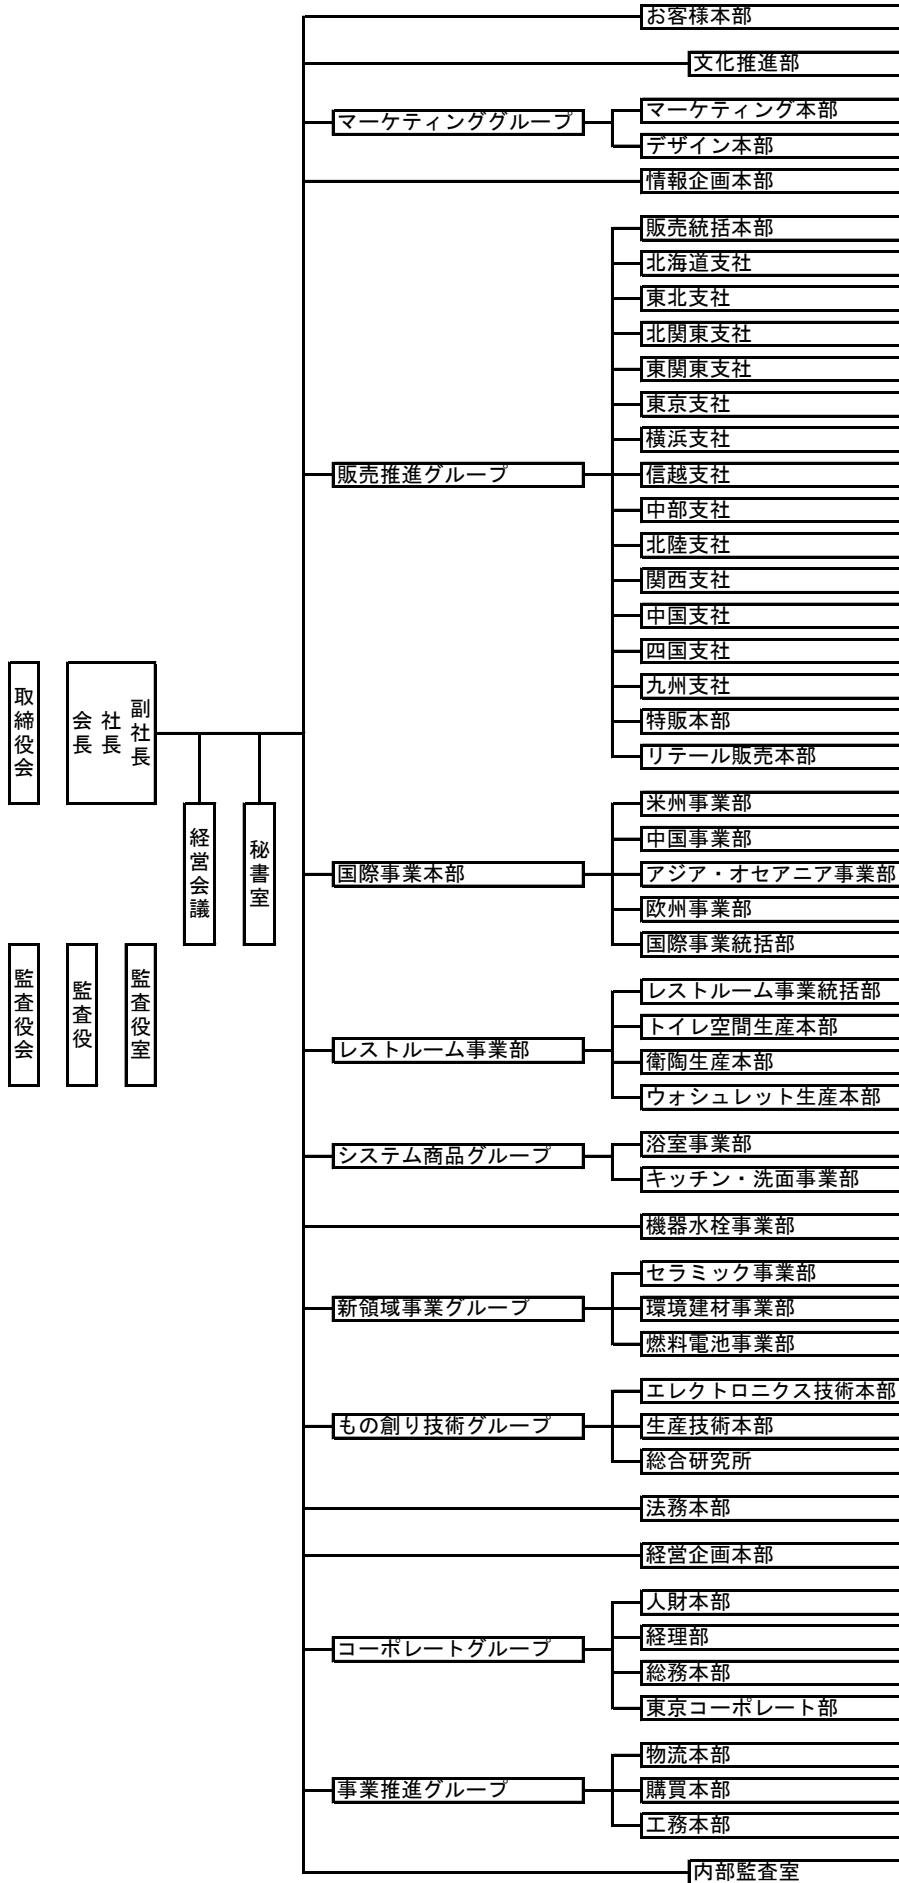 お客様本部
文化推進部
マーケティンググループ
マーケティング本部
デザイン本部
情報企画本部
販売推進グループ
販売統括本部
北海道支社
東北支社
北関東支社
東関東支社
東京支社
横浜支社
信越支社
中部支社
北陸支社
関西支社
中国支社
四国支社
九州支社
特販本部
リテール販売本部
取締役会
会長
社長
副社長
経営会議
秘書室
監査役会
監査役
監査役室
国際事業本部
米州事業部
中国事業部
アジア・オセアニア事業部
欧州事業部
国際事業統括部
レストルーム事業部
レストルーム事業統括部
トイレ空間生産本部
衛陶生産本部
ウォシュレット生産本部
システム商品グループ
浴室事業部
キッチン・洗面事業部
機器水栓事業部
新領域事業グループ
セラミック事業部
環境建材事業部
燃料電池事業部
もの創り技術グループ
エレクトロニクス技術本部
生産技術本部
総合研究所
法務本部
経営企画本部
コーポレートグループ
人財本部
経理部
総務本部
東京コーポレート部
事業推進グループ
物流本部
購買本部
工務本部
内部監査室